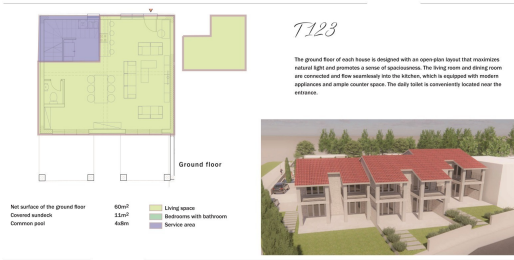 T123
The ground floor of each house is designed with an open-plan layout that maximizes
natural light and promotes a sense of spaciousness. The living room and dining room
are connected and flow seamlessly into the kitchen, which is equipped with modern
appliances and ample counter space. The daily toilet is conveniently located near the
entrance.
Ground floor
Net surface of the ground floor 60m²
Covered sundeck 11m²
Common pool 4x8m
Living space
Bedrooms with bathroom
Service area